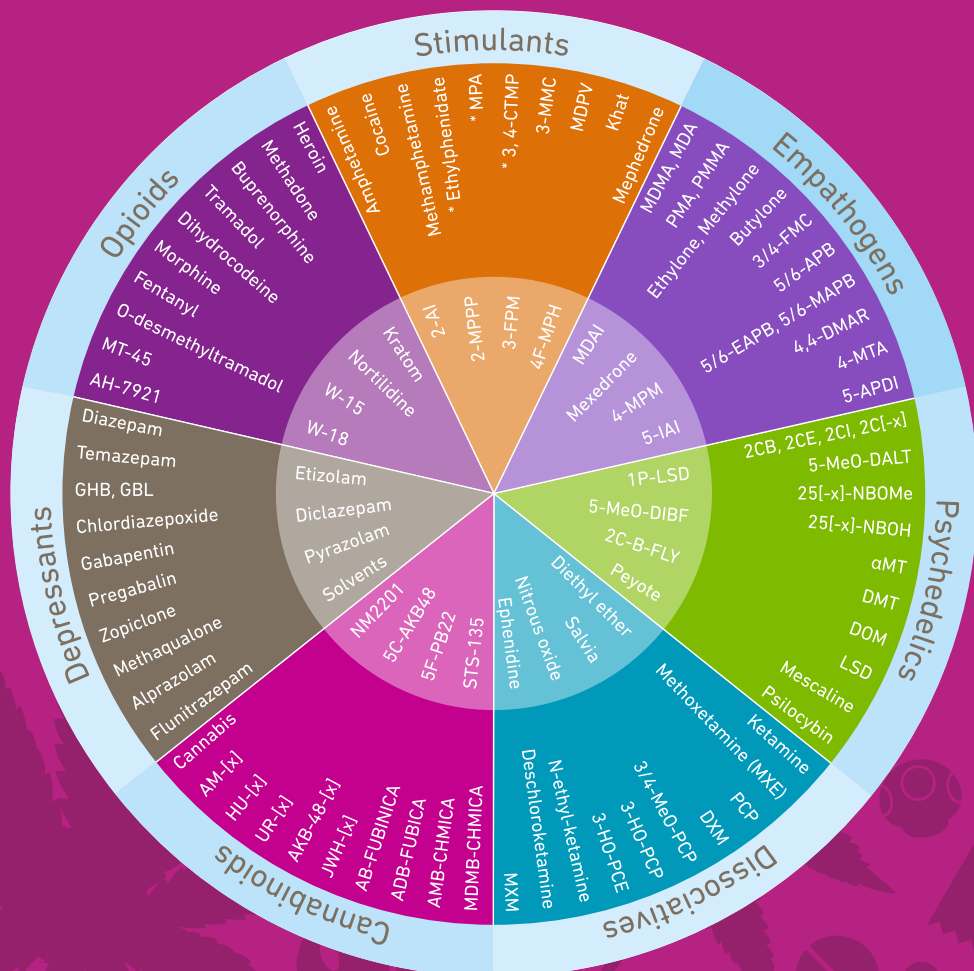 Stimulants
Amphetamine
Cocaine
Methamphetamine
* Ethylphenidate
* MPA
* 3, 4-CTMP
3-MMC
MDPV
Khat
Mephedrone
2-AI
2-MPPP
3-FPM
4F-MPH
Empathogens
MDMA, MDA
PMA, PMMA
Ethylone, Methylone
Butylone
3/4-FMC
5/6-APB
5/6-EAPB, 5/6-MAPB
4,4-DMAR
4-MTA
5-APDI
MDAI
Mexedrone
4-MPM
5-IAI
Psychedelics
2CB, 2CE, 2CI, 2C[-x]
5-MeO-DALT
25[-x]-NBOMe
25[-x]-NBOH
αMT
DMT
DOM
LSD
Mescaline
Psilocybin
1P-LSD
5-MeO-DIBF
2C-B-FLY
Peyote
Dissociatives
Ketamine
Methoxetamine (MXE)
PCP
DXM
3/4-MeO-PCP
3-HO-PCP
3-HO-PCE
N-ethyl-ketamine
Deschloroketamine
MXM
Diethyl ether
Salvia
Nitrous oxide
Ephenidine
Cannabinoids
Cannabis
AM-[x]
HU-[x]
UR-[x]
AKB-48-[x]
JWH-[x]
AB-FUBINICA
ADB-FUBICA
AMB-CHMICA
MDMB-CHMICA
NM2201
5C-AKB48
5F-PB22
STS-135
Depressants
Diazepam
Temazepam
GHB, GBL
Chlordiazepoxide
Gabapentin
Pregabalin
Zopiclone
Methaqualone
Alprazolam
Flunitrazepam
Etizolam
Diclazepam
Pyrazolam
Solvents
Opioids
Heroin
Methadone
Buprenorphine
Tramadol
Dihydrocodeine
Morphine
Fentanyl
O-desmethyltramadol
MT-45
AH-7921
Kratom
Nortilidine
W-15
W-18